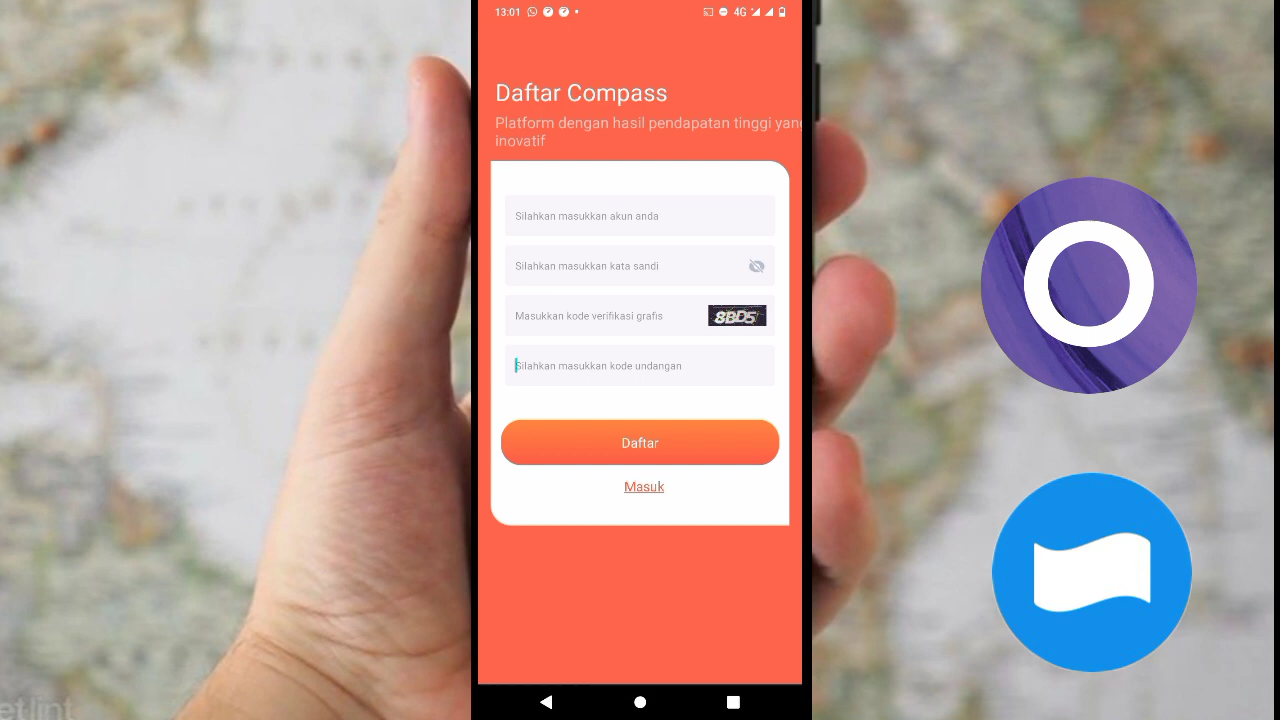 13:01
4G
Daftar Compass
Platform dengan hasil pendapatan tinggi yang
inovatif
Silahkan masukkan akun anda
Silahkan masukkan kata sandi
Masukkan kode verifikasi grafis
8BD5
Silahkan masukkan kode undangan
Daftar
Masuk